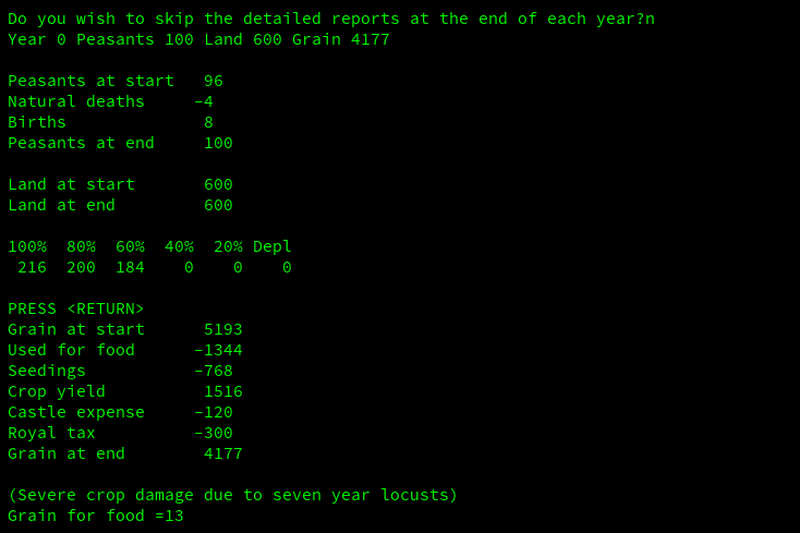 Do you wish to skip the detailed reports at the end of each year?n
Year 0 Peasants 100 Land 600 Grain 4177
Peasants at start   96
Natural deaths     -4
Births              8
Peasants at end     100
Land at start       600
Land at end         600
100%  80%  60%  40%  20% Depl
 216  200  184    0    0    0
PRESS <RETURN>
Grain at start      5193
Used for food      -1344
Seedings           -768
Crop yield          1516
Castle expense     -120
Royal tax          -300
Grain at end        4177
(Severe crop damage due to seven year locusts)
Grain for food =13